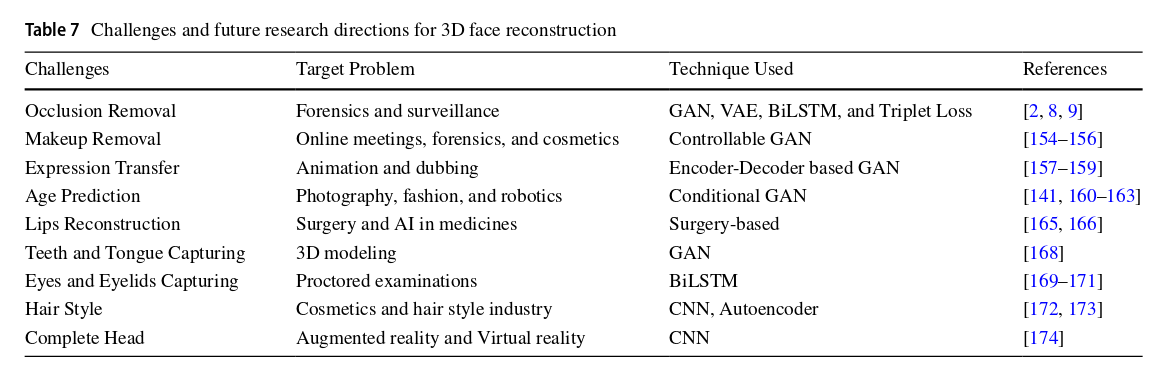 Table 7 Challenges and future research directions for 3D face reconstruction
Challenges Target Problem Technique Used References
Occlusion Removal Forensics and surveillance GAN, VAE, BiLSTM, and Triplet Loss [2, 8, 9]
Makeup Removal Online meetings, forensics, and cosmetics Controllable GAN [154–156]
Expression Transfer Animation and dubbing Encoder-Decoder based GAN [157–159]
Age Prediction Photography, fashion, and robotics Conditional GAN [141, 160–163]
Lips Reconstruction Surgery and AI in medicines Surgery-based [165, 166]
Teeth and Tongue Capturing 3D modeling GAN [168]
Eyes and Eyelids Capturing Proctored examinations BiLSTM [169–171]
Hair Style Cosmetics and hair style industry CNN, Autoencoder [172, 173]
Complete Head Augmented reality and Virtual reality CNN [174]